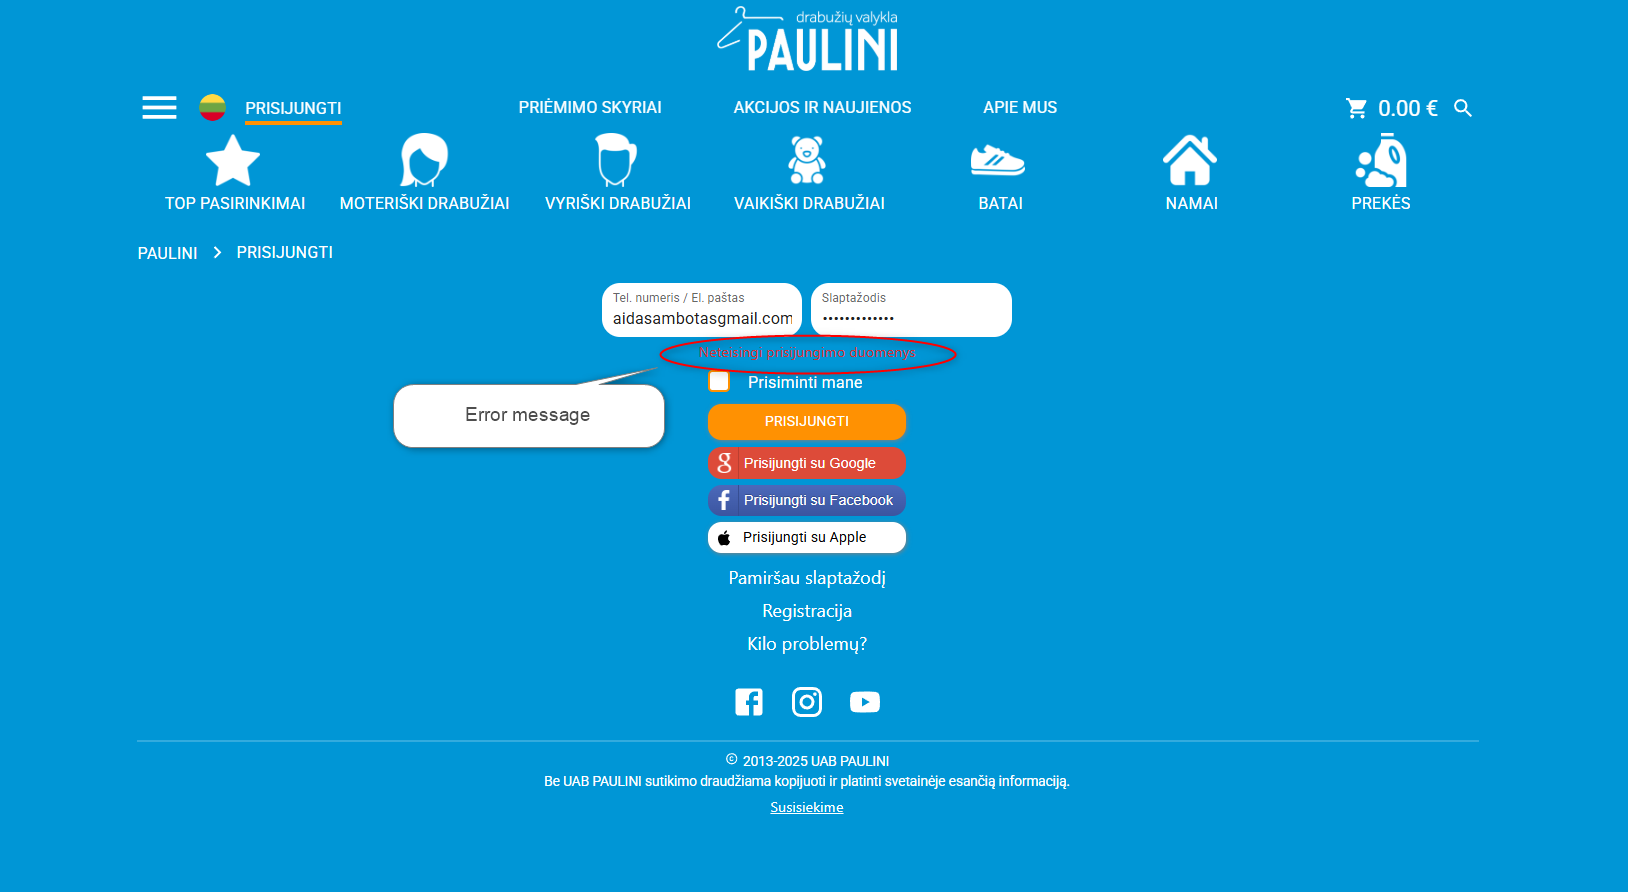 drabužių valykla
PAULINI
PRISIJUNGTI
PRIĖMIMO SKYRIAI
AKCIJOS IR NAUJIENOS
APIE MUS
0.00 €
TOP PASIRINKIMAI
MOTERIŠKI DRABUŽIAI
VYRIŠKI DRABUŽIAI
VAIKIŠKI DRABUŽIAI
BATAI
NAMAI
PREKĖS
PAULINI
PRISIJUNGTI
Tel. numeris / El. paštas
aidasambotasgmail.com
Slaptažodis
•••••••••••••
Neteisingi prisijungimo duomenys
Error message
Prisiminti mane
PRISIJUNGTI
Prisijungti su Google
Prisijungti su Facebook
Prisijungti su Apple
Pamiršau slaptažodį
Registracija
Kilo problemų?
© 2013-2025 UAB PAULINI
Be UAB PAULINI sutikimo draudžiama kopijuoti ir platinti svetainėje esančią informaciją.
Susisiekime